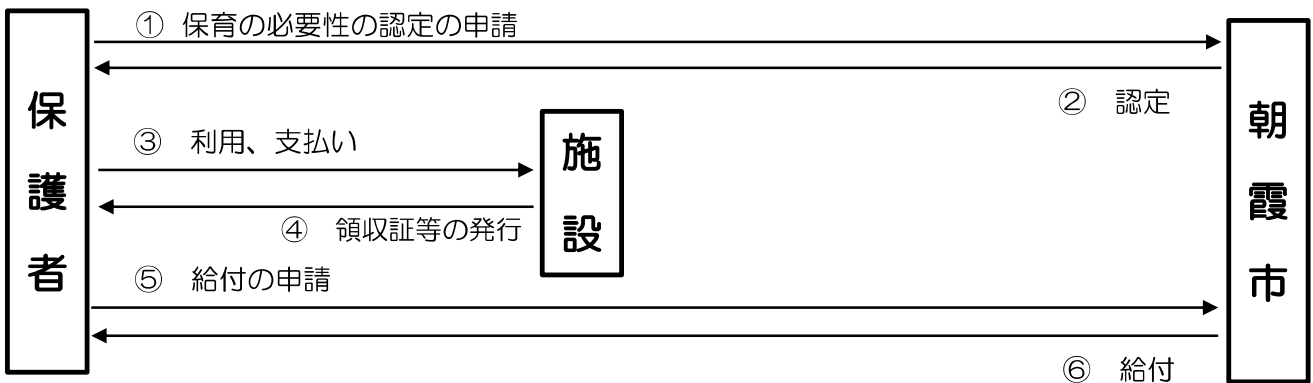 ① 保育の必要性の認定の申請
② 認定
保護者
③ 利用、支払い
施設
朝霞市
④ 領収証等の発行
⑤ 給付の申請
⑥ 給付